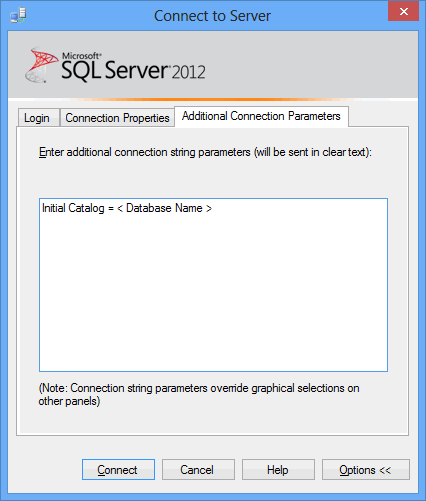 Connect to Server
Microsoft
SQL Server 2012
Login
Connection Properties
Additional Connection Parameters
Enter additional connection string parameters (will be sent in clear text):
Initial Catalog = < Database Name >
(Note: Connection string parameters override graphical selections on
other panels)
Connect
Cancel
Help
Options <<